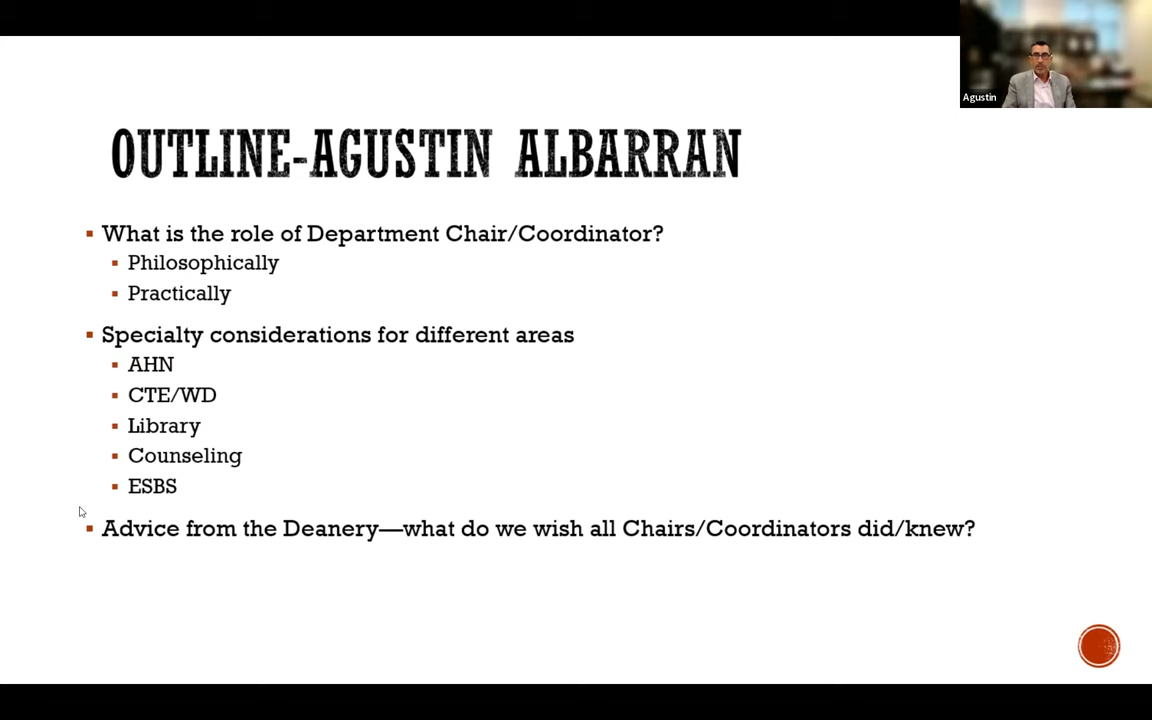 Agustin
OUTLINE-AGUSTIN ALBARRAN
What is the role of Department Chair/Coordinator?
Philosophically
Practically
Specialty considerations for different areas
AHN
CTE/WD
Library
Counseling
ESBS
Advice from the Deanery—what do we wish all Chairs/Coordinators did/knew?